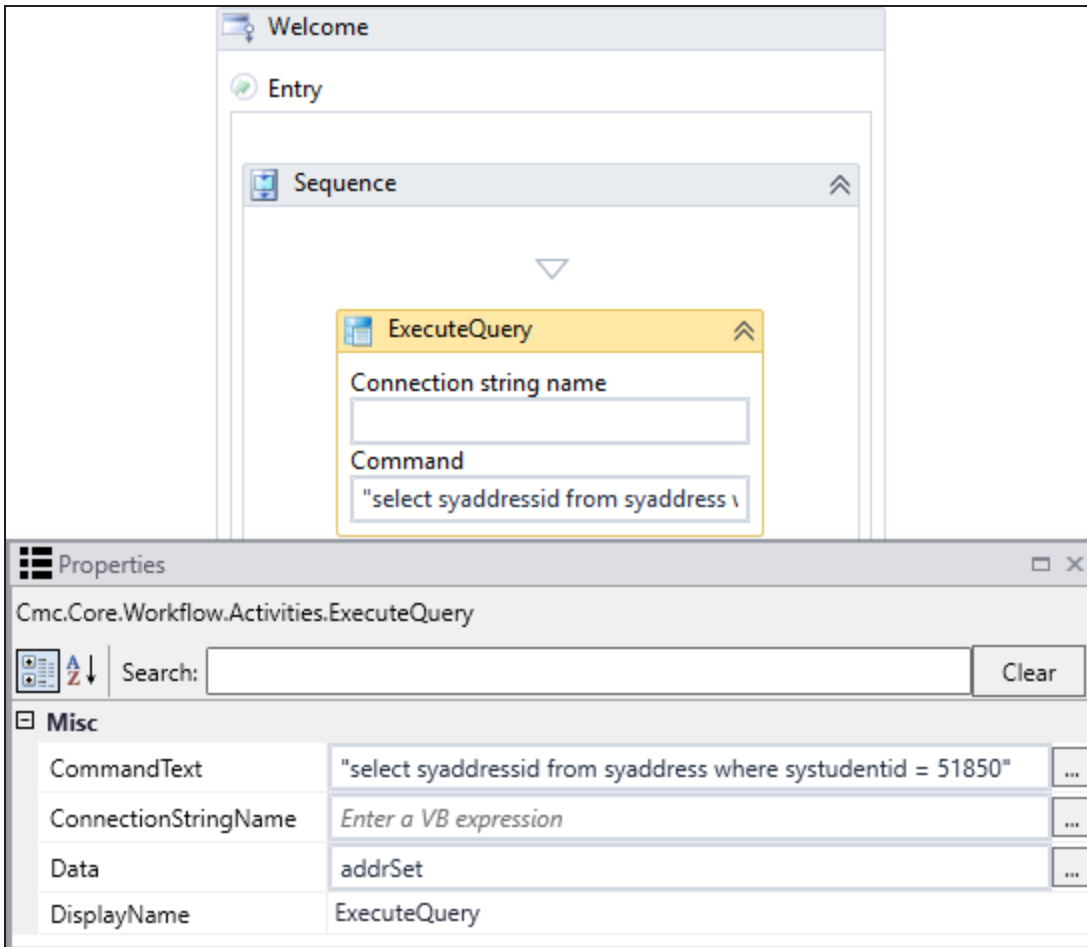 Welcome
Entry
Sequence
ExecuteQuery
Connection string name
Command
"select syaddressid from syaddress
Properties
Cmc.Core.Workflow.Activities.ExecuteQuery
Search: Clear
Misc
CommandText "select syaddressid from syaddress where systudentid = 51850" ...
ConnectionStringName Enter a VB expression ...
Data addrSet ...
DisplayName ExecuteQuery